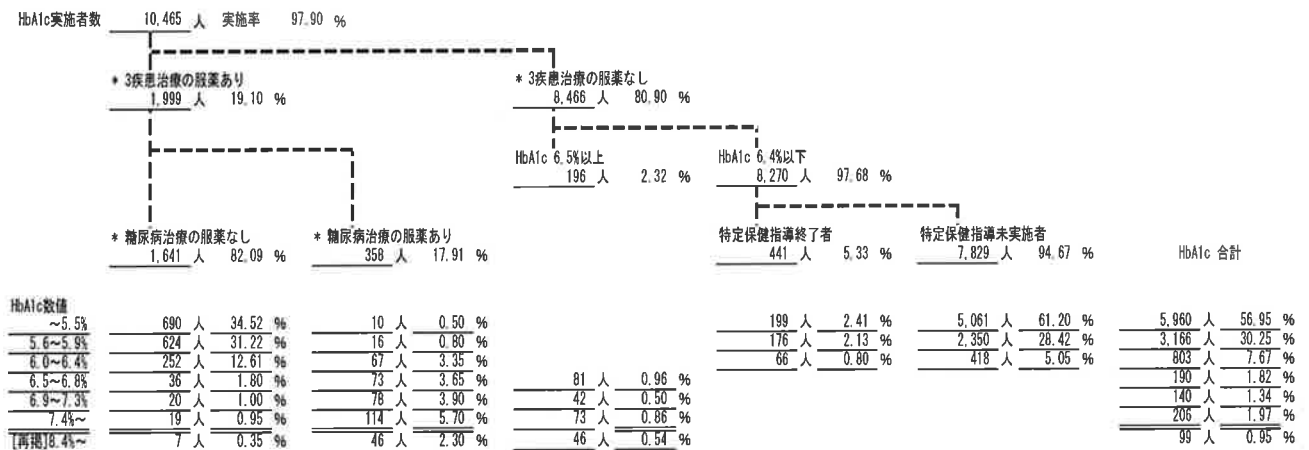 HbA1c実施者数 10,465 人 実施率 97.90 %
* 3疾患治療の服薬あり * 3疾患治療の服薬なし
1,999 人 19.10 % 8,466 人 80.90 %
HbA1c 6.5%以上 HbA1c 6.4%以下
196 人 2.32 % 8,270 人 97.68 %
* 糖尿病治療の服薬なし * 糖尿病治療の服薬あり 特定保健指導終了者 特定保健指導未実施者
1,641 人 82.09 % 358 人 17.91 % 441 人 5.33 % 7,829 人 94.67 % HbA1c 合計
HbA1c数値
～5.5% 690 人 34.52 % 10 人 0.50 % 199 人 2.41 % 5,061 人 61.20 % 5,960 人 56.95 %
5.6～5.9% 624 人 31.22 % 16 人 0.80 % 176 人 2.13 % 2,350 人 28.42 % 3,166 人 30.25 %
6.0～6.4% 252 人 12.61 % 67 人 3.35 % 66 人 0.80 % 418 人 5.05 % 803 人 7.67 %
6.5～6.8% 36 人 1.80 % 73 人 3.65 % 81 人 0.96 % 190 人 1.82 %
6.9～7.3% 20 人 1.00 % 78 人 3.90 % 42 人 0.50 % 140 人 1.34 %
7.4%～ 19 人 0.95 % 114 人 5.70 % 73 人 0.86 % 206 人 1.97 %
[再掲]8.4%～ 7 人 0.35 % 46 人 2.30 % 46 人 0.54 % 99 人 0.95 %